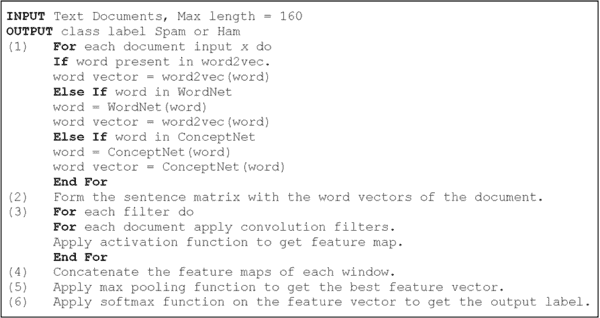 INPUT Text Documents, Max length = 160
OUTPUT class label Spam or Ham
(1) For each document input x do
If word present in word2vec.
word vector = word2vec(word)
Else If word in WordNet
word = WordNet(word)
word vector = word2vec(word)
Else If word in ConceptNet
word = ConceptNet(word)
word vector = ConceptNet(word)
End For
(2) Form the sentence matrix with the word vectors of the document.
(3) For each filter do
For each document apply convolution filters.
Apply activation function to get feature map.
End For
(4) Concatenate the feature maps of each window.
(5) Apply max pooling function to get the best feature vector.
(6) Apply softmax function on the feature vector to get the output label.